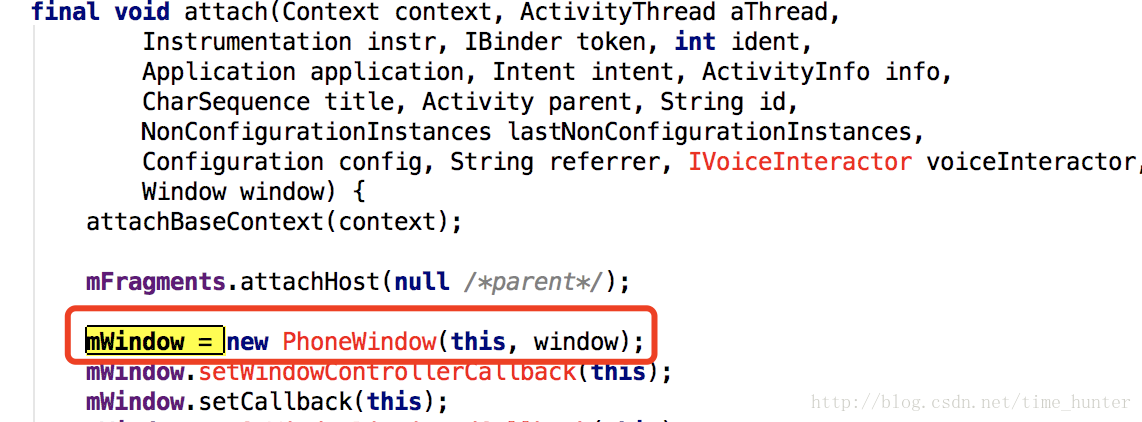 final void attach(Context context, ActivityThread aThread,
        Instrumentation instr, IBinder token, int ident,
        Application application, Intent intent, ActivityInfo info,
        CharSequence title, Activity parent, String id,
        NonConfigurationInstances lastNonConfigurationInstances,
        Configuration config, String referrer, IVoiceInteractor voiceInteractor,
        Window window) {
    attachBaseContext(context);
    mFragments.attachHost(null /*parent*/);
    mWindow = new PhoneWindow(this, window);
    mWindow.setWindowControllerCallback(this);
    mWindow.setCallback(this);
http://blog.csdn.net/time_hunter